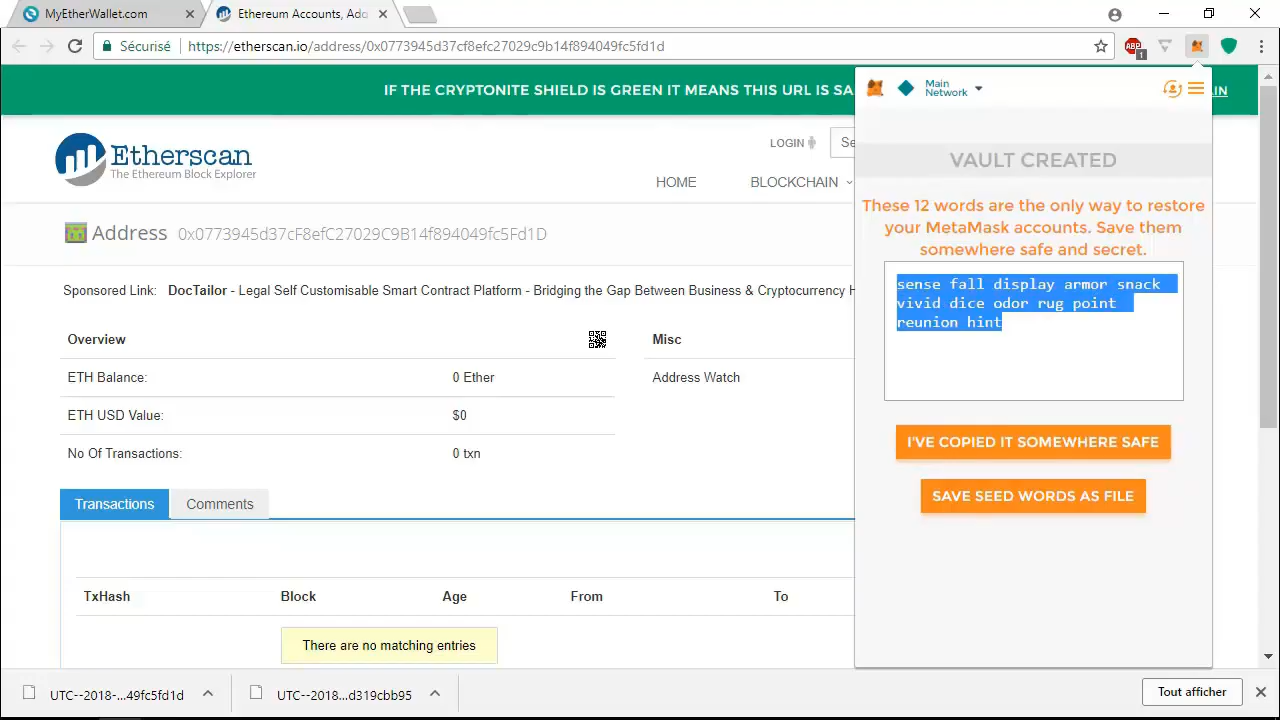 MyEtherWallet.com
Ethereum Accounts, Ado
Sécurisé
https://etherscan.io/address/0x0773945d37cf8efc27029c9b14f894049fc5fd1d
ABP
1
IF THE CRYPTONITE SHIELD IS GREEN IT MEANS THIS URL IS SA
Main
Network
VAULT CREATED
These 12 words are the only way to restore
your MetaMask accounts. Save them
somewhere safe and secret.
sense fall display armor snack
vivid dice odor rug point
reunion hint
I'VE COPIED IT SOMEWHERE SAFE
SAVE SEED WORDS AS FILE
Etherscan
The Ethereum Block Explorer
LOGIN
Se
HOME
BLOCKCHAIN
Address 0x0773945d37cF8efC27029C9B14f894049fc5Fd1D
Sponsored Link: DocTailor - Legal Self Customisable Smart Contract Platform - Bridging the Gap Between Business & Cryptocurrency H
Overview
Misc
ETH Balance: 0 Ether
Address Watch
ETH USD Value: $0
No Of Transactions: 0 txn
Transactions
Comments
TxHash Block Age From To
There are no matching entries
UTC--2018-...49fc5fd1d
UTC--2018...d319cbb95
Tout afficher